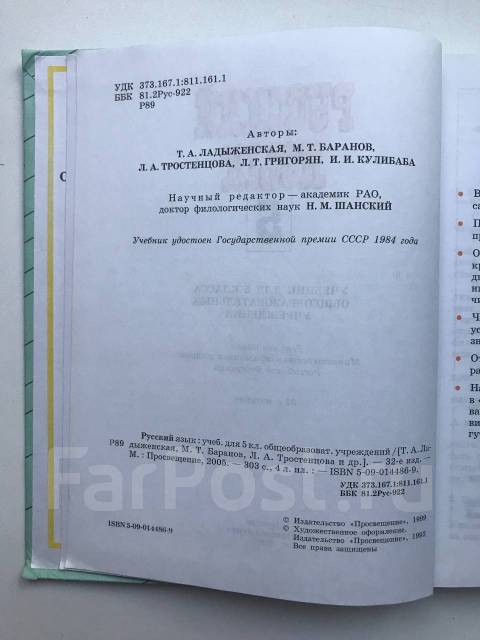 УДК 373.167.1:811.161.1
ББК 81.2Рус-922
Р89
Авторы:
Т. А. ЛАДЫЖЕНСКАЯ, М. Т. БАРАНОВ,
Л. А. ТРОСТЕНЦОВА, Л. Т. ГРИГОРЯН, И. И. КУЛИБАБА
Научный редактор — академик РАО,
доктор филологических наук Н. М. ШАНСКИЙ
Учебник удостоен Государственной премии СССР 1984 года
Русский язык : учеб. для 5 кл. общеобразоват. учреждений / [Т. А. Ла-
Р89 дыженская, М. Т. Баранов, Л. А. Тростенцова и др.]. — 32-е изд. —
М. : Просвещение, 2005. — 303 с., 4 л. ил. : — ISBN 5-09-014486-9.
УДК 373.167.1:811.161.1
ББК 81.2Рус-922
ISBN 5-09-014486-9
© Издательство «Просвещение», 1999
© Художественное оформление.
Издательство «Просвещение», 1993
Все права защищены
FarPost.ru